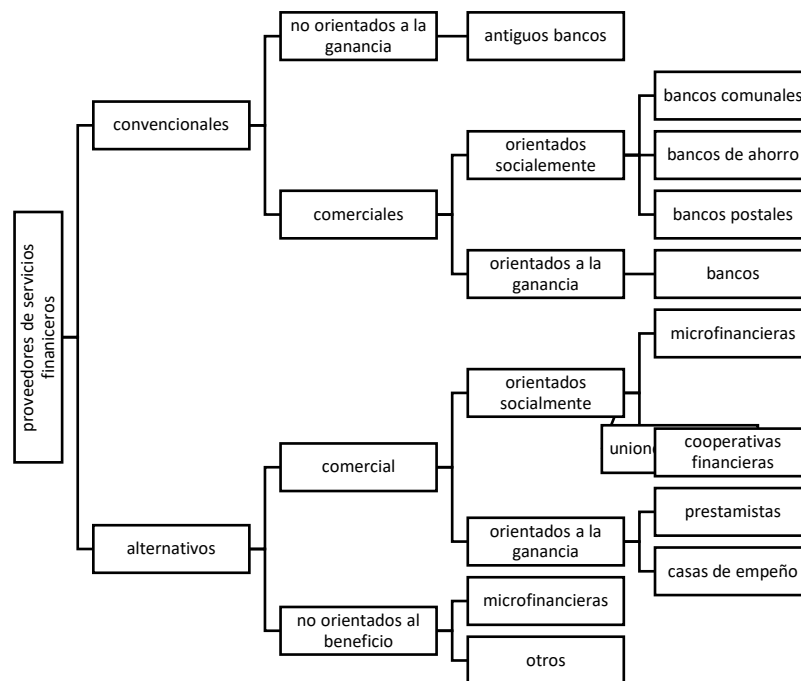 no orientados a la
ganancia
antiguos bancos
bancos comunales
convencionales
orientados
socialemente
bancos de ahorro
comerciales
bancos postales
orientados a la
ganancia
bancos
proveedores de servicios
finaniceros
microfinancieras
orientados
socialmente
cooperativas
financieras
comercial
prestamistas
orientados a la
ganancia
alternativos
casas de empeño
microfinancieras
no orientados al
beneficio
otros